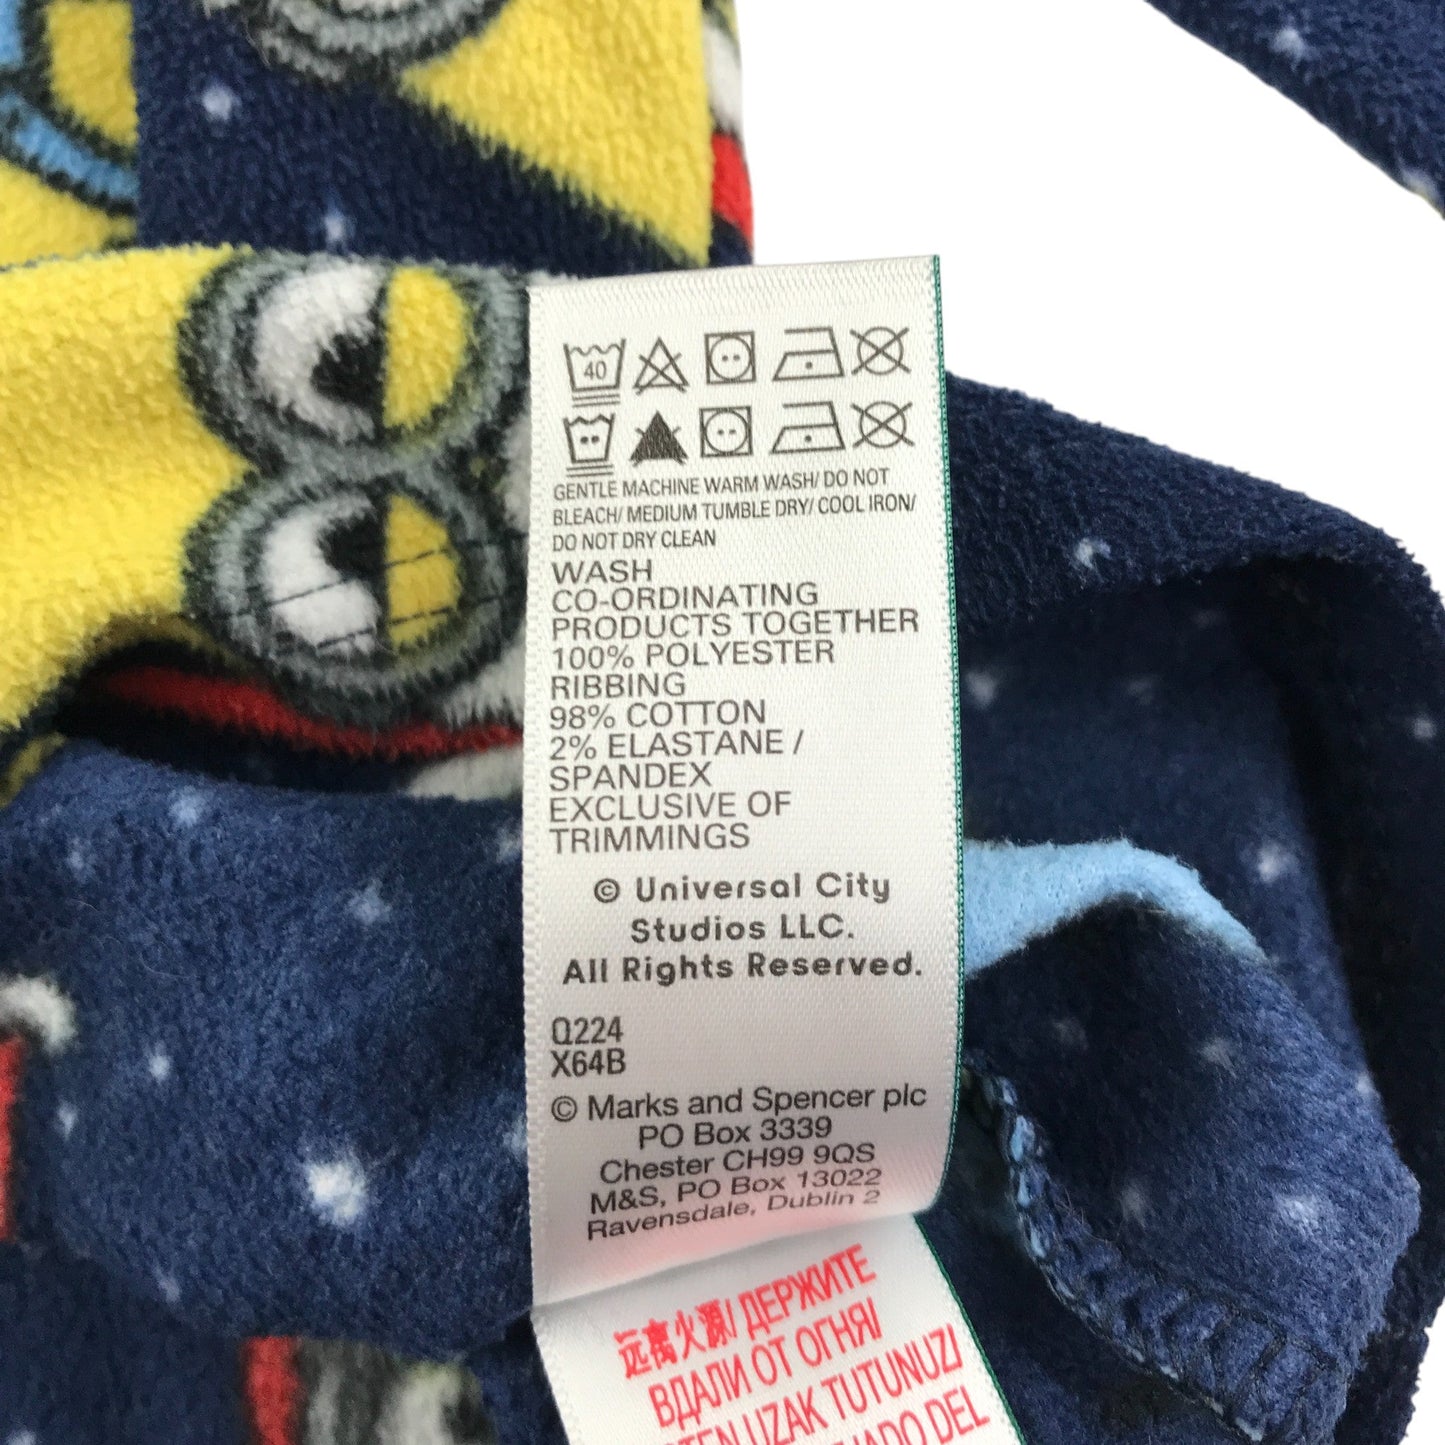 40
GENTLE MACHINE WARM WASH/ DO NOT
BLEACH/ MEDIUM TUMBLE DRY/ COOL IRON/
DO NOT DRY CLEAN
WASH
CO-ORDINATING
PRODUCTS TOGETHER
100% POLYESTER
RIBBING
98% COTTON
2% ELASTANE /
SPANDEX
EXCLUSIVE OF
TRIMMINGS
© Universal City
Studios LLC.
All Rights Reserved.
Q224
X64B
© Marks and Spencer plc
PO Box 3339
Chester CH99 9QS
M&S, PO Box 13022
Ravensdale, Dublin 2
远离火源/ ДЕРЖИТЕ
ВДАЛИ ОТ ОГНЯ/
UZAK TUTUNUZ/
DEL